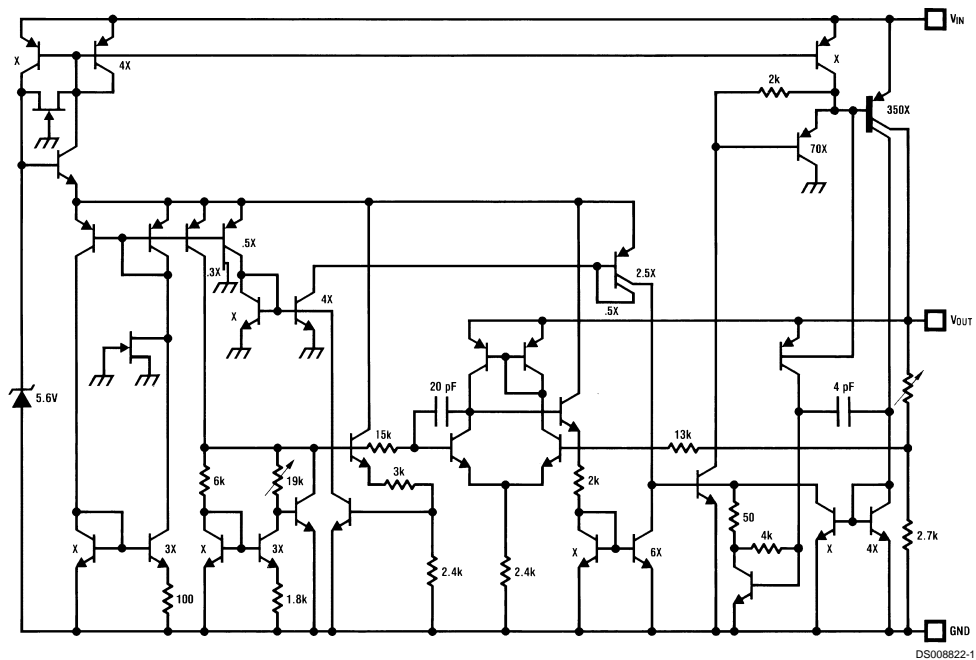 VIN
X
4X
X
2k
350X
70X
.5X
.3X
4X
X
2.5X
.5X
VOUT
5.6V
20 pF
4 pF
15k
13k
6k
19k
3k
2k
50
4k
X
3X
X
3X
X
6X
X
4X
2.7k
100
1.8k
2.4k
2.4k
GND
DS008822-1